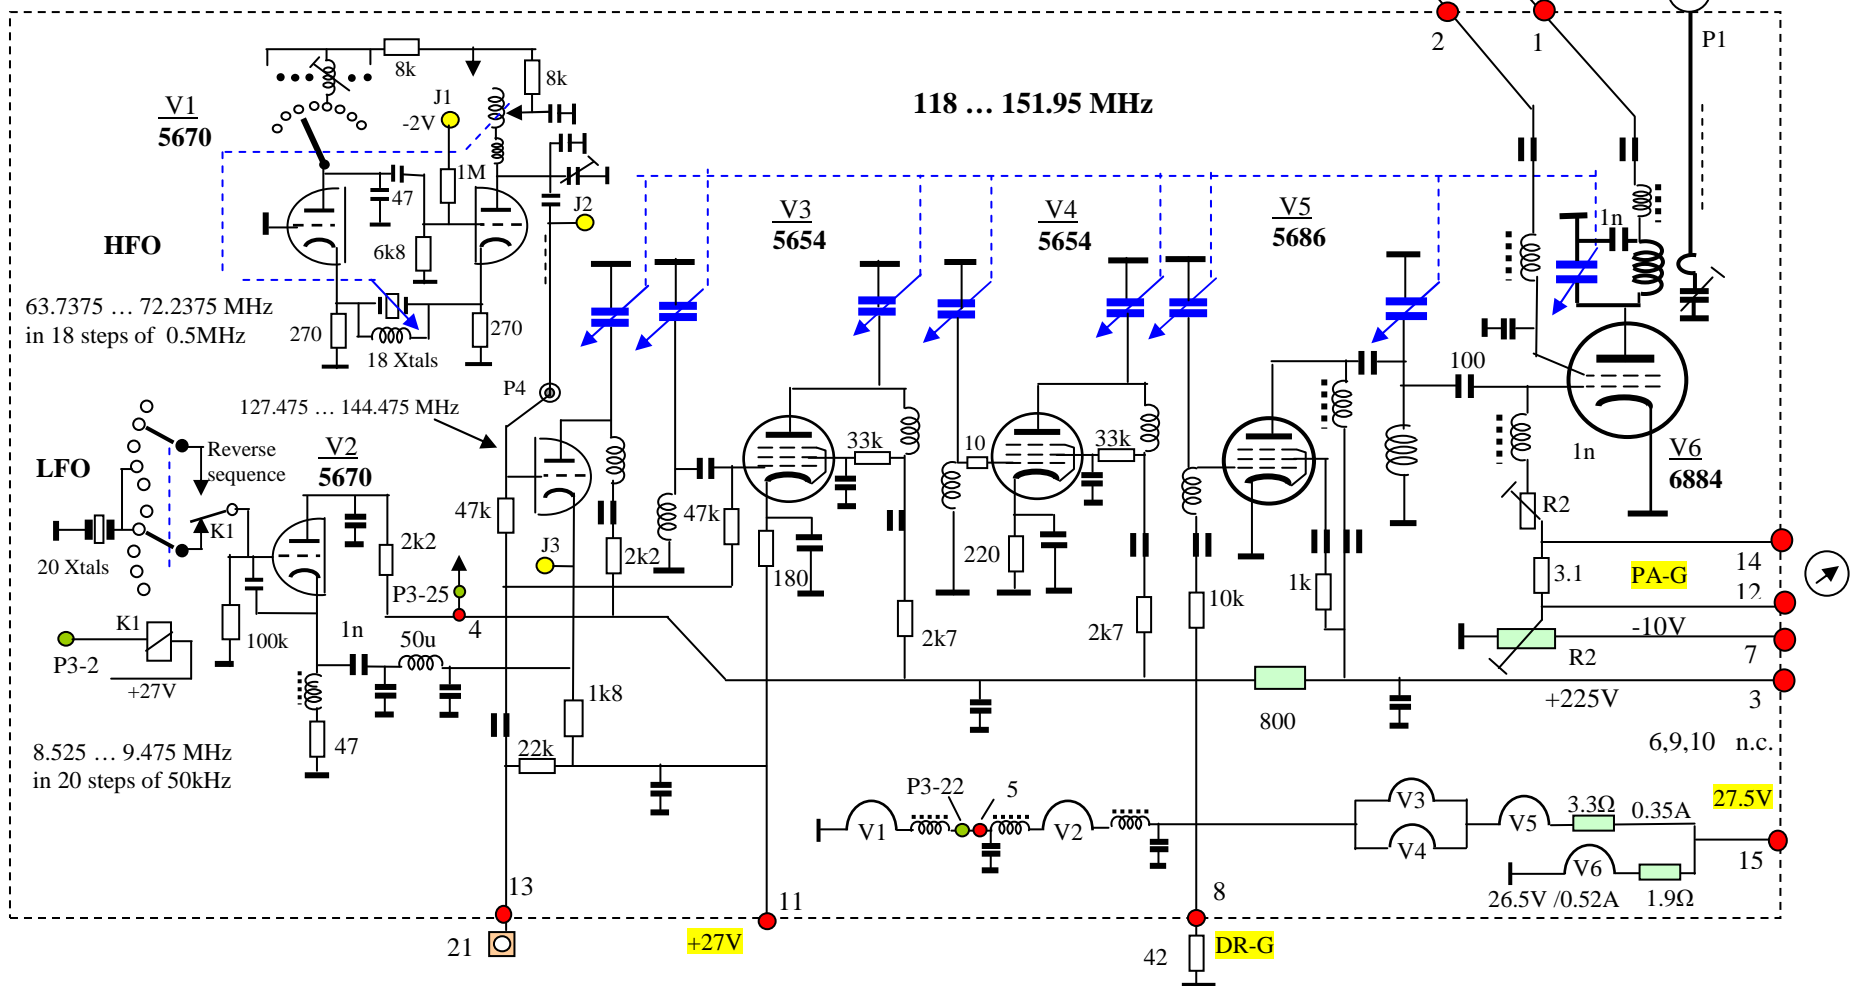 2
1
P1
8k
8k
V1
5670
J1
-2V
118 … 151.95 MHz
1M
47
J2
V3
5654
V4
5654
V5
5686
1n
HFO
6k8
63.7375 … 72.2375 MHz
in 18 steps of 0.5MHz
270
270
18 Xtals
100
P4
127.475 … 144.475 MHz
LFO
Reverse
sequence
V2
5670
33k
10
33k
1n
V6
6884
47k
47k
R2
K1
2k2
J3
2k2
220
20 Xtals
180
1k
3.1
PA-G
14
12
P3-25
4
10k
K1
100k
1n
50u
2k7
2k7
-10V
P3-2
R2
7
+27V
1k8
800
+225V
3
47
22k
8.525 … 9.475 MHz
in 20 steps of 50kHz
6,9,10 n.c.
P3-22
5
V3
3.3Ω
0.35A
27.5V
V1
V2
V5
V4
V6
15
13
11
8
26.5V /0.52A
1.9Ω
21
+27V
42
DR-G